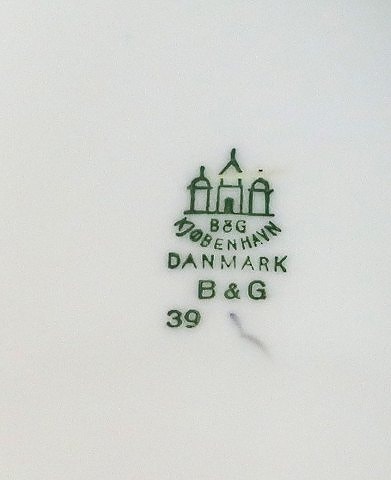 B&G
KJØBENHAVN
DANMARK
B & G
39